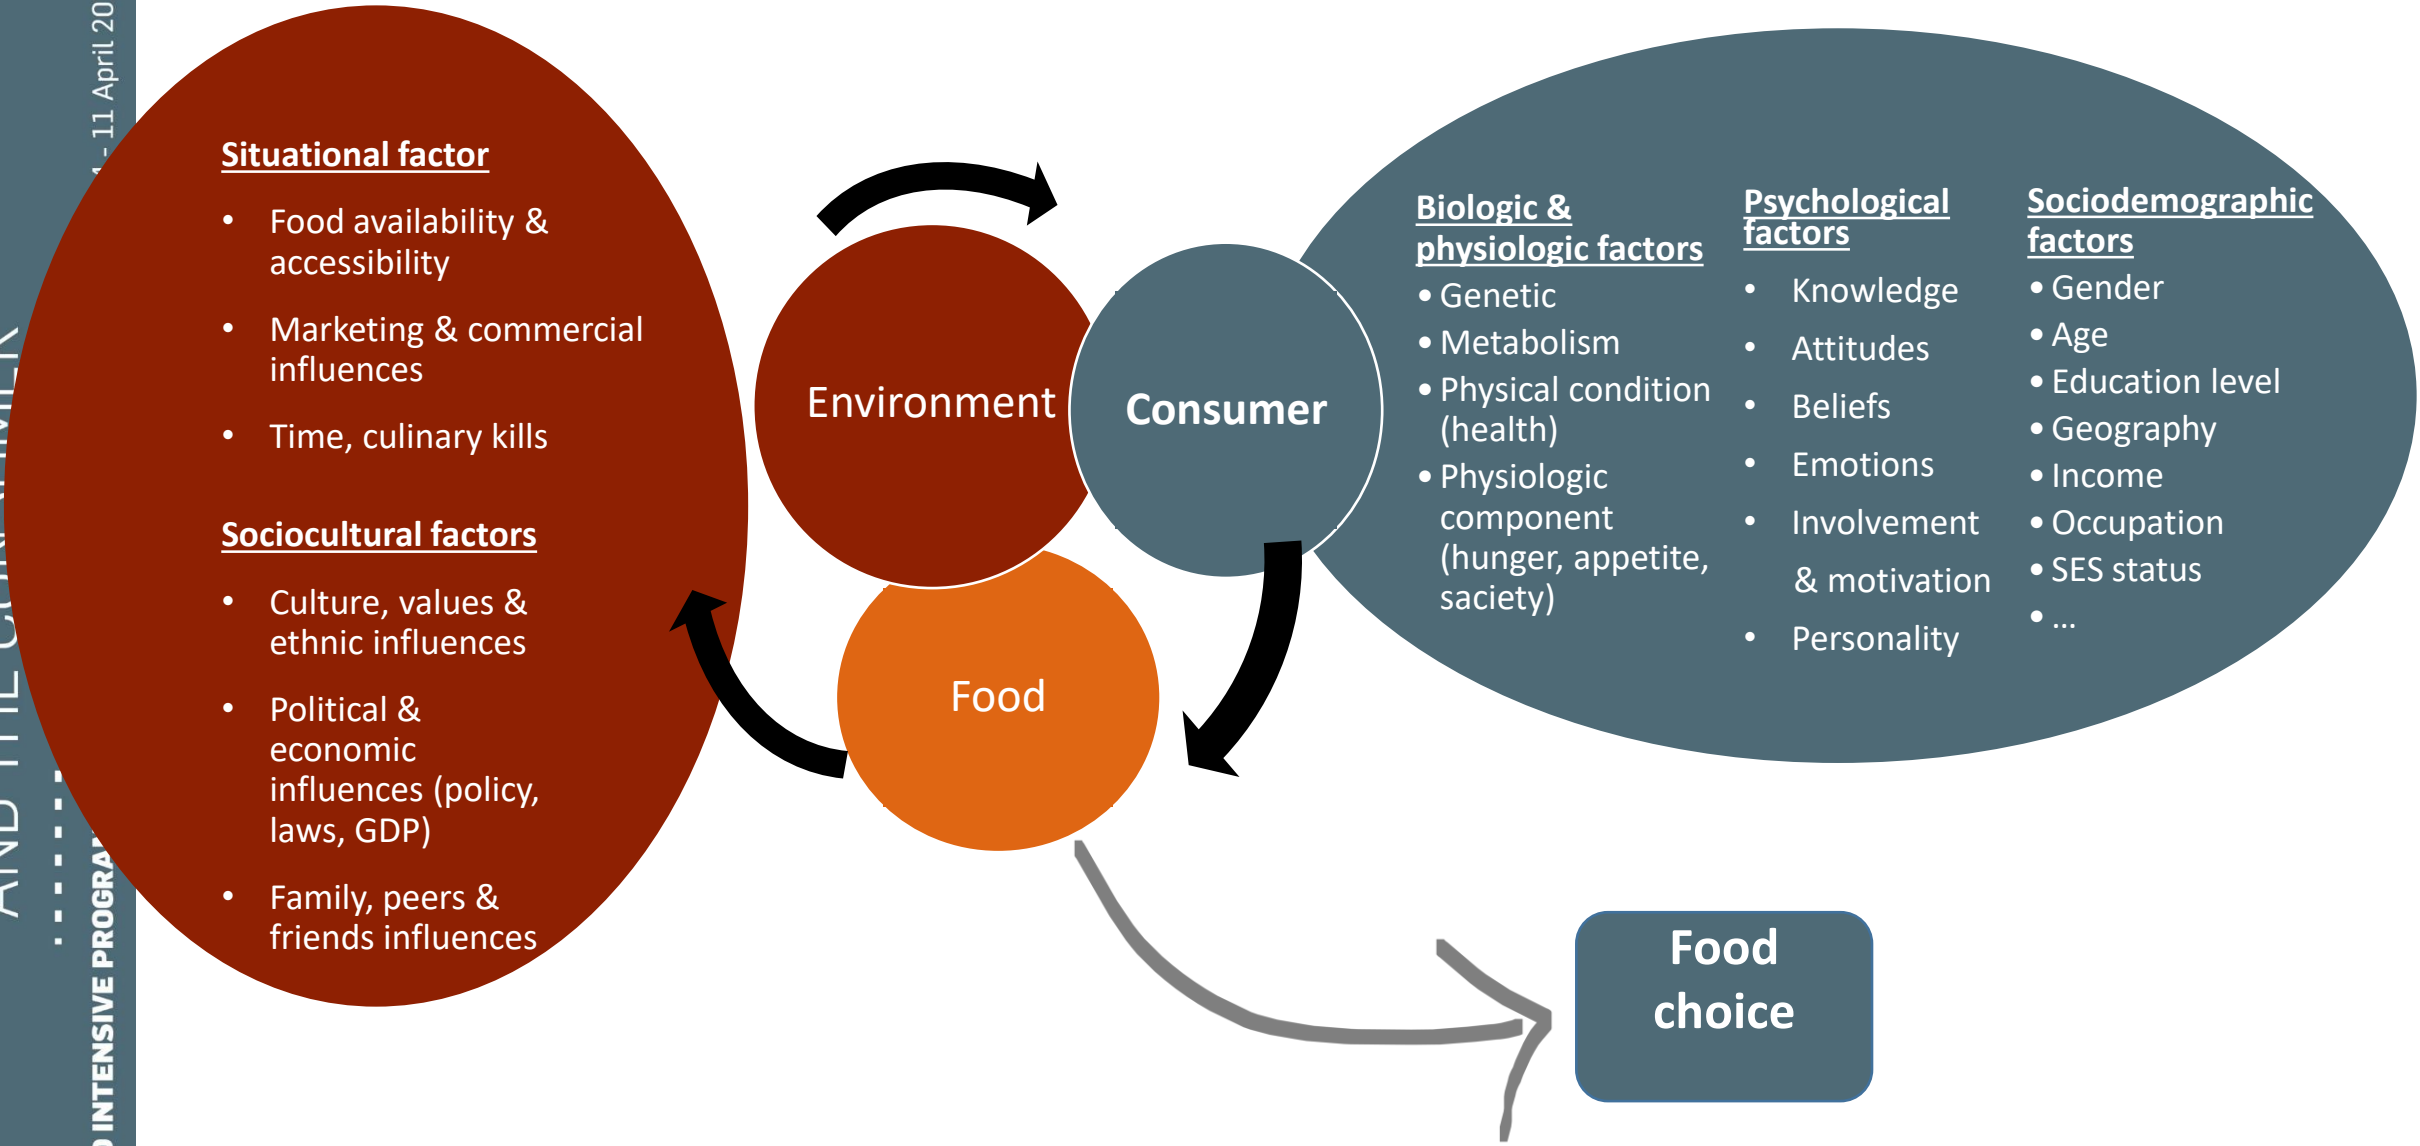 Situational factor
• Food availability &
accessibility
• Marketing & commercial
influences
• Time, culinary kills
Sociocultural factors
• Culture, values &
ethnic influences
• Political &
economic
influences (policy,
laws, GDP)
• Family, peers &
friends influences
Environment
Consumer
Food
Biologic &
physiologic factors
• Genetic
• Metabolism
• Physical condition
(health)
• Physiologic
component
(hunger, appetite,
saciety)
Psychological
factors
• Knowledge
• Attitudes
• Beliefs
• Emotions
• Involvement
& motivation
• Personality
Sociodemographic
factors
• Gender
• Age
• Education level
• Geography
• Income
• Occupation
• SES status
• ...
Food
choice
AND THE
INTENSIVE
- 11 April